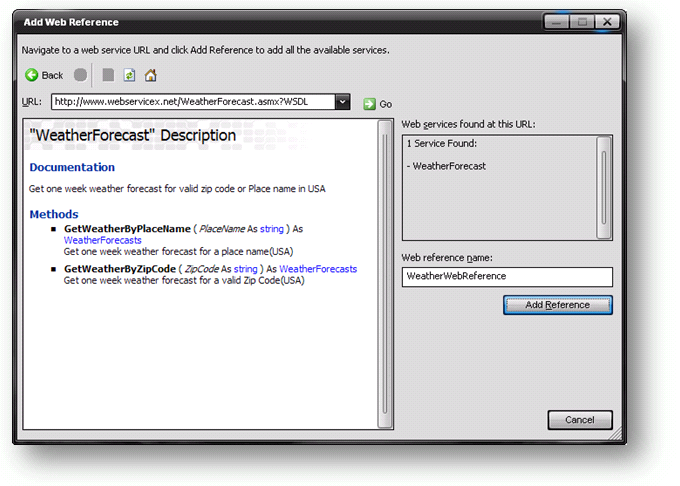 Add Web Reference
Navigate to a web service URL and click Add Reference to add all the available services.
Back
URL:
http://www.webservicex.net/WeatherForecast.asmx?WSDL
Go
"WeatherForecast" Description
Documentation
Get one week weather forecast for valid zip code or Place name in USA
Methods
GetWeatherByPlaceName ( PlaceName As string ) As
WeatherForecasts
Get one week weather forecast for a place name(USA)
GetWeatherByZipCode ( ZipCode As string ) As WeatherForecasts
Get one week weather forecast for a valid Zip Code(USA)
Web services found at this URL:
1 Service Found:
- WeatherForecast
Web reference name:
WeatherWebReference
Add Reference
Cancel